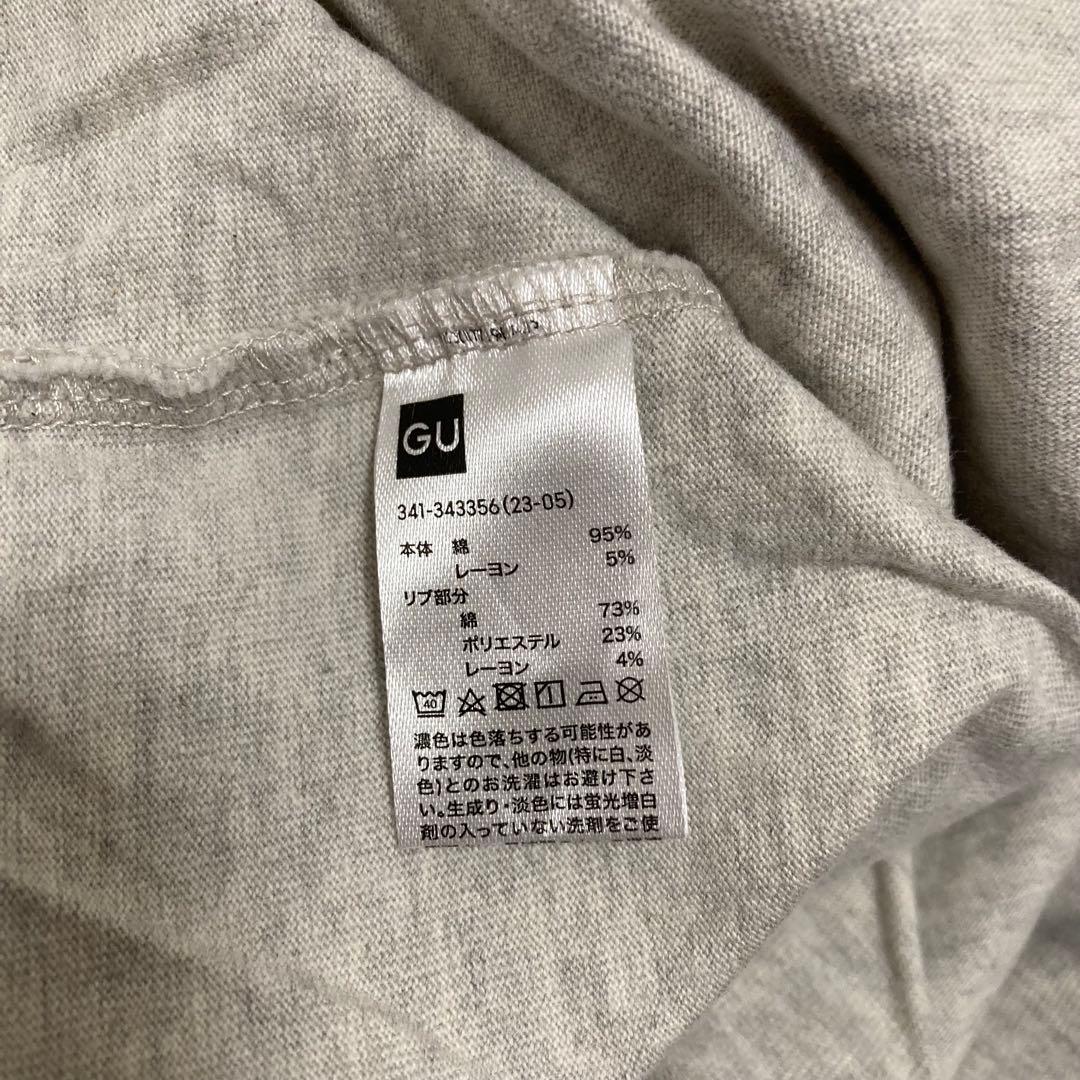 GU
341-343356(23-05)
本体 綿 95%
レーヨン 5%
リブ部分
綿 73%
ポリエステル 23%
レーヨン 4%
40
濃色は色落ちする可能性があ
りますので、他の物(特に白、淡
色)とのお洗濯はお避け下さ
い。生成り・淡色には蛍光増白
剤の入っていない洗剤をご使